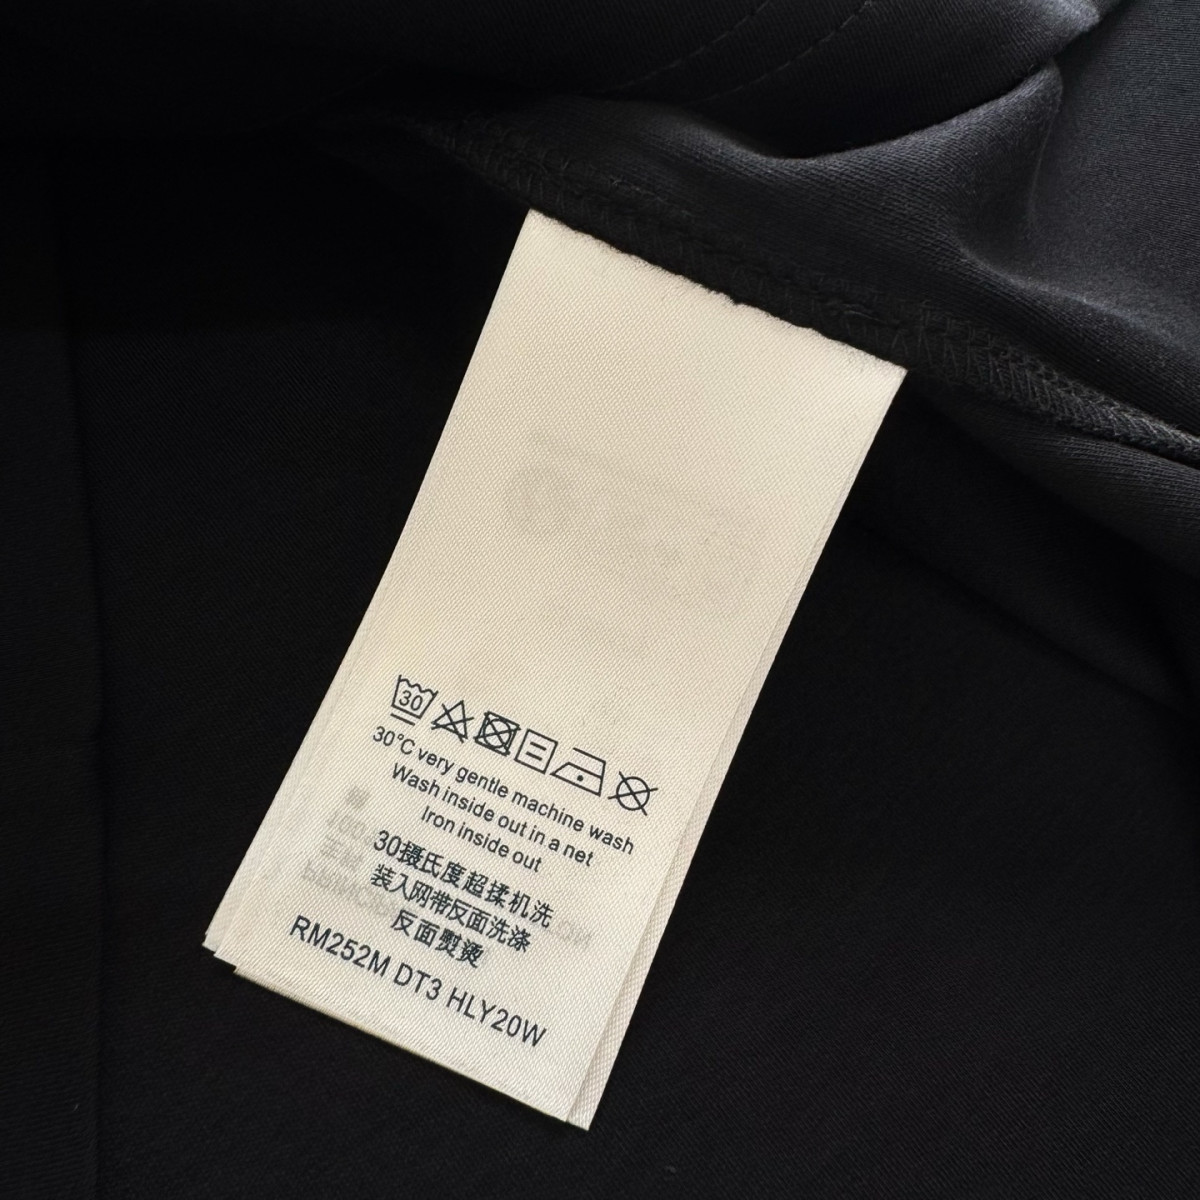 30
30°C very gentle machine wash
Wash inside out in a net
Iron inside out
30摄氏度超揉机洗
装入网带反面洗涤
反面熨烫
RM252M DT3 HLY20W